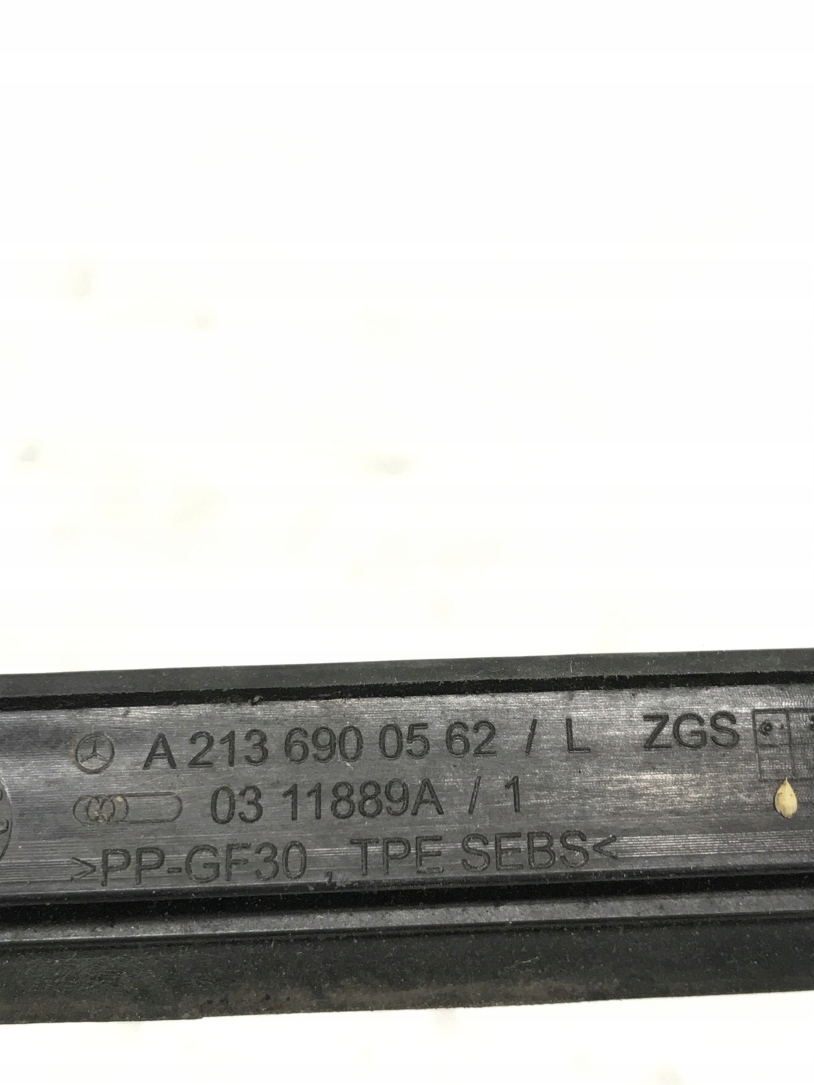 A 213 690 05 62 / L ZGS
03 11889A / 1
>PP-GF30 , TPE SEBS<